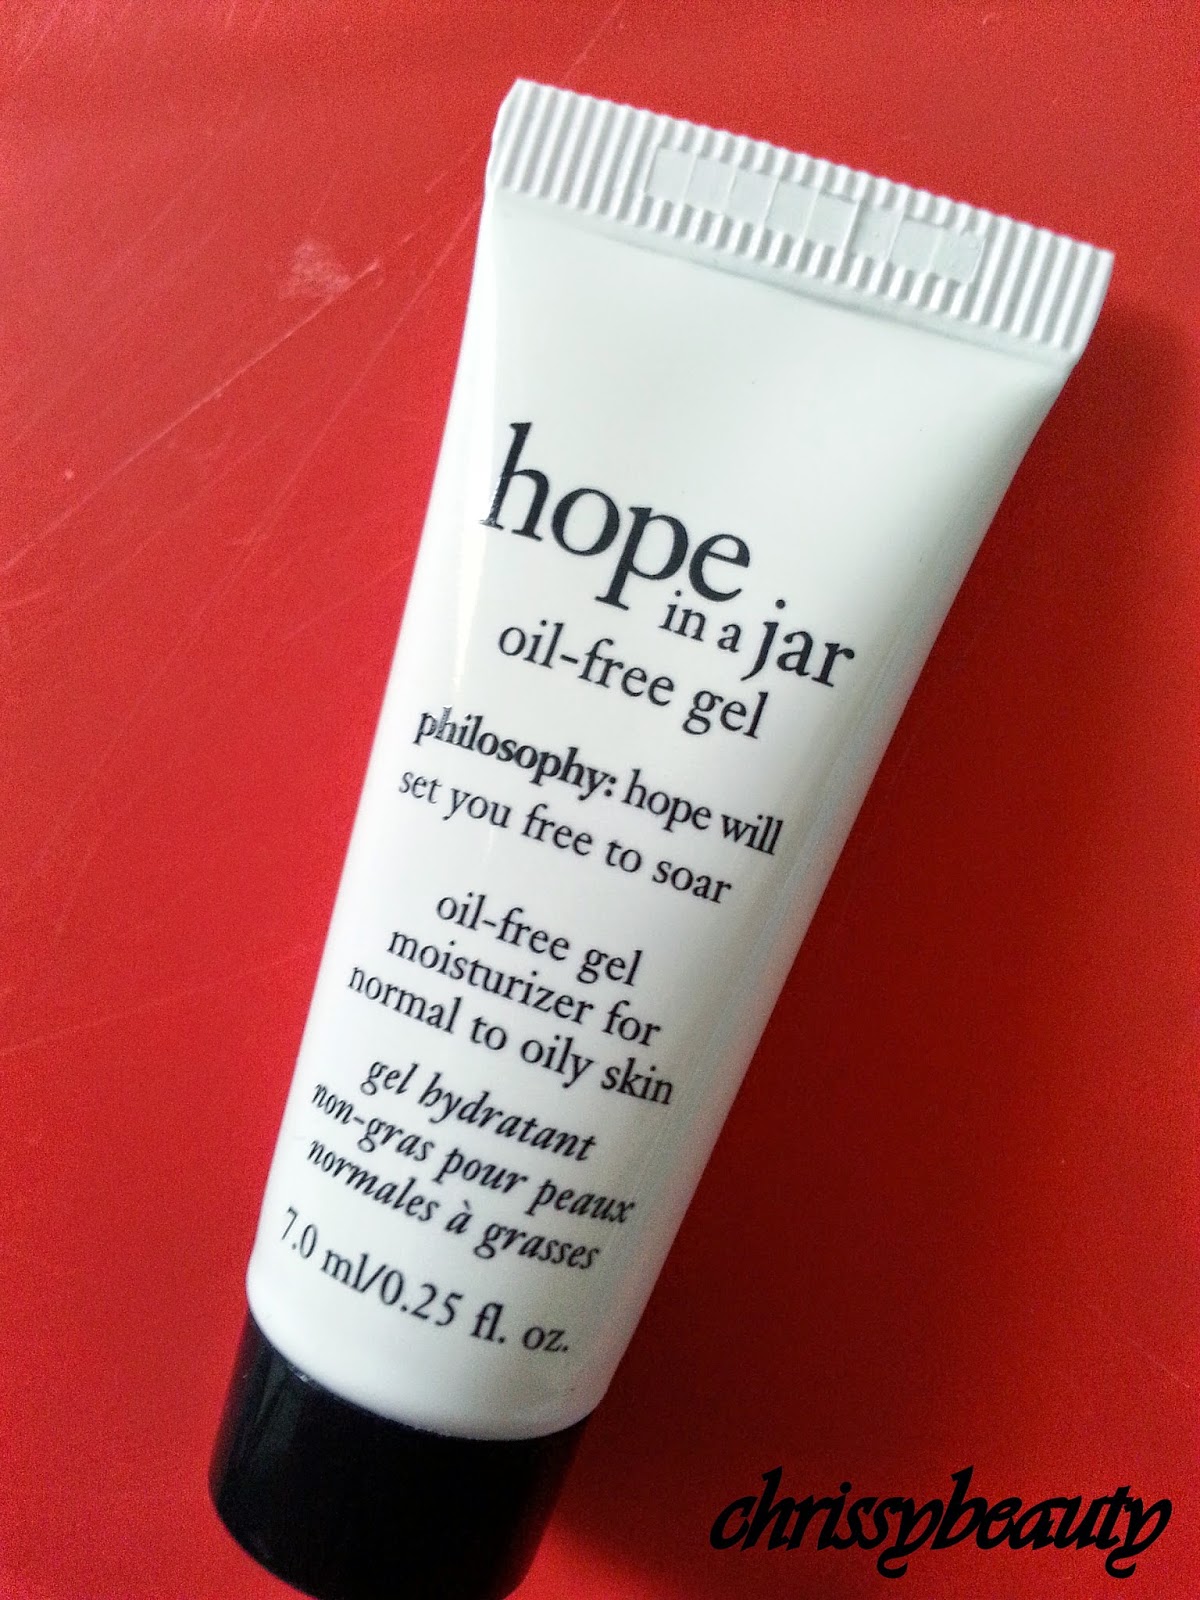 hope
in a jar
oil-free gel
philosophy: hope will
set you free to soar
oil-free gel
moisturizer for
normal to oily skin
gel hydratant
non-gras pour peaux
normales à grasses
7.0 ml/0.25 fl. oz.
chrissybeauty